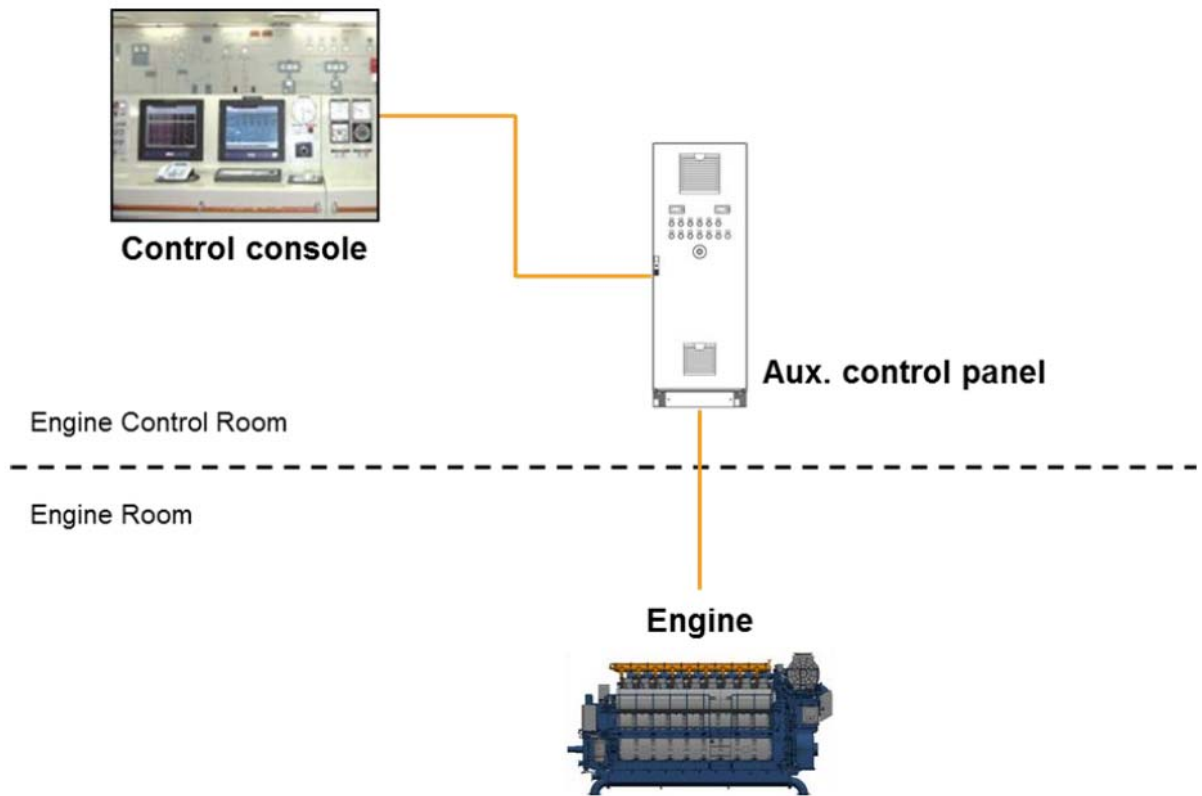 Control console
Aux. control panel
Engine Control Room
Engine Room
Engine